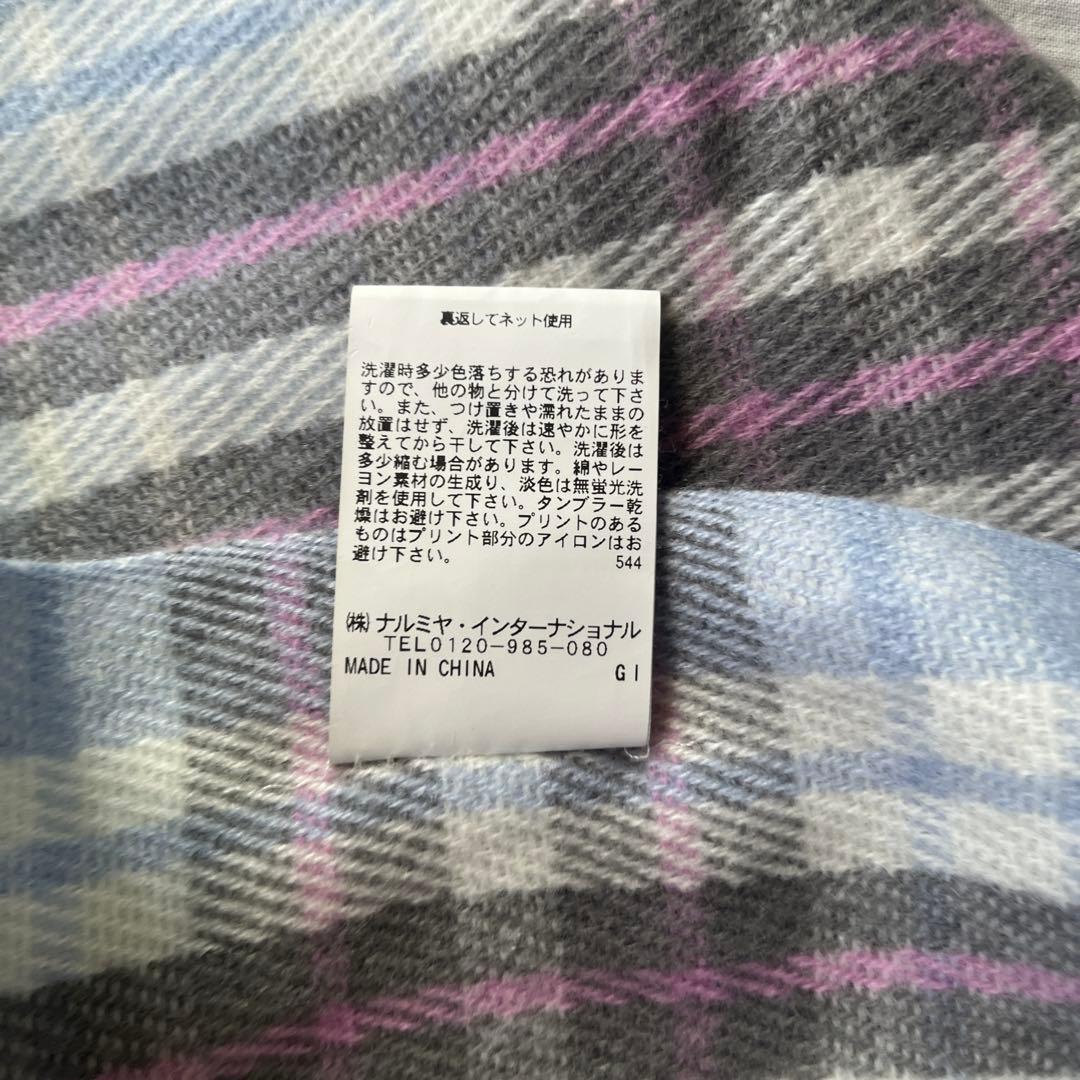 裏返してネット使用
洗濯時多少色落ちする恐れがありま
すので、他の物と分けて洗って下さ
い。また、つけ置きや濡れたままの
放置はせず、洗濯後は速やかに形を
整えてから干して下さい。洗濯後は
多少縮む場合があります。綿やレー
ヨン素材の生成り、淡色は無蛍光洗
剤を使用して下さい。タンブラー乾
燥はお避け下さい。プリントのある
ものはプリント部分のアイロンはお
避け下さい。 544
㈱ナルミヤ・インターナショナル
TEL0120-985-080
MADE IN CHINA GI